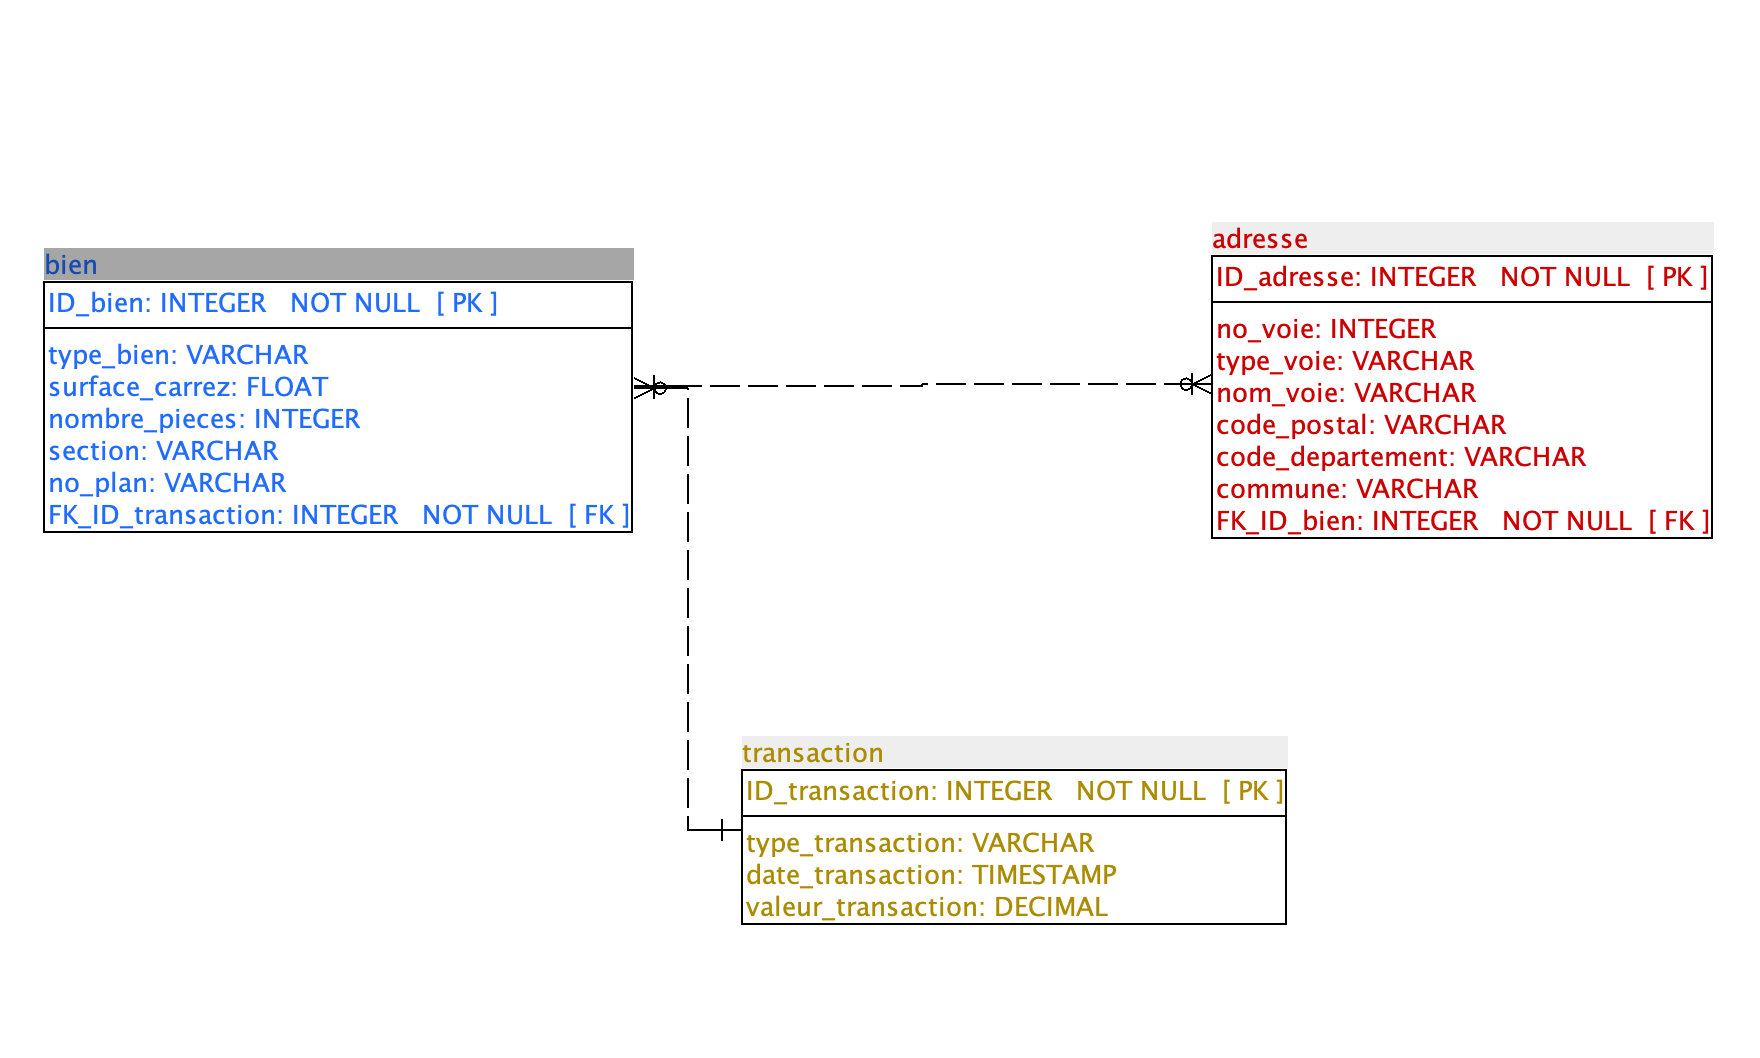 bien
ID_bien: INTEGER NOT NULL [ PK ]
type_bien: VARCHAR
surface_carrez: FLOAT
nombre_pieces: INTEGER
section: VARCHAR
no_plan: VARCHAR
FK_ID_transaction: INTEGER NOT NULL [ FK ]
adresse
ID_adresse: INTEGER NOT NULL [ PK ]
no_voie: INTEGER
type_voie: VARCHAR
nom_voie: VARCHAR
code_postal: VARCHAR
code_departement: VARCHAR
commune: VARCHAR
FK_ID_bien: INTEGER NOT NULL [ FK ]
transaction
ID_transaction: INTEGER NOT NULL [ PK ]
type_transaction: VARCHAR
date_transaction: TIMESTAMP
valeur_transaction: DECIMAL